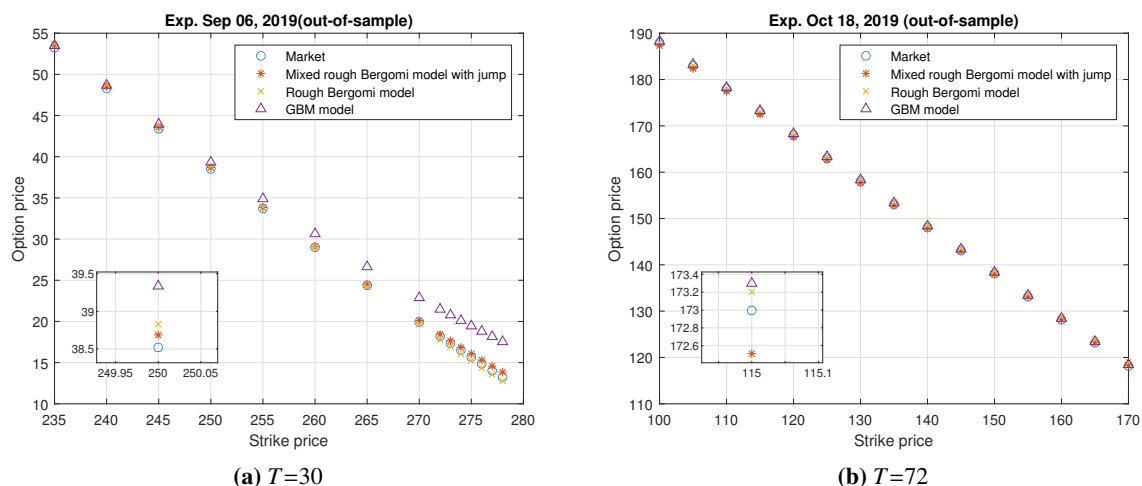 Exp. Sep 06, 2019(out-of-sample)
55
50
45
40
35
30
25
20
15
10
Option price
Market
Mixed rough Bergomi model with jump
Rough Bergomi model
GBM model
39.5
39
38.5
249.95 250 250.05
235 240 245 250 255 260 265 270 275 280
Strike price
(a) T=30
Exp. Oct 18, 2019 (out-of-sample)
190
180
170
160
150
140
130
120
110
Option price
Market
Mixed rough Bergomi model with jump
Rough Bergomi model
GBM model
173.4
173.2
173
172.8
172.6
115 115.1
100 110 120 130 140 150 160 170
Strike price
(b) T=72